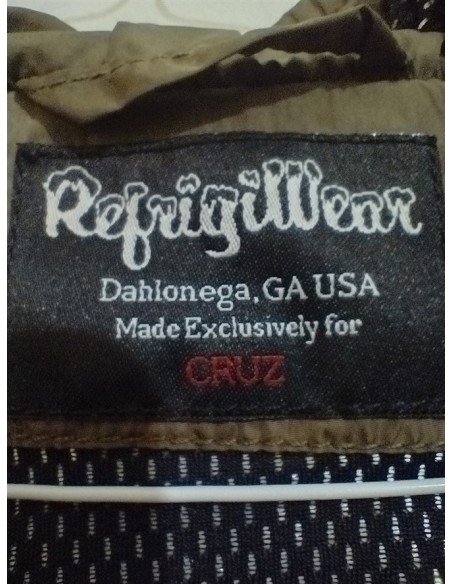 RefrigiWear
Dahlonega, GA USA
Made Exclusively for
CRUZ